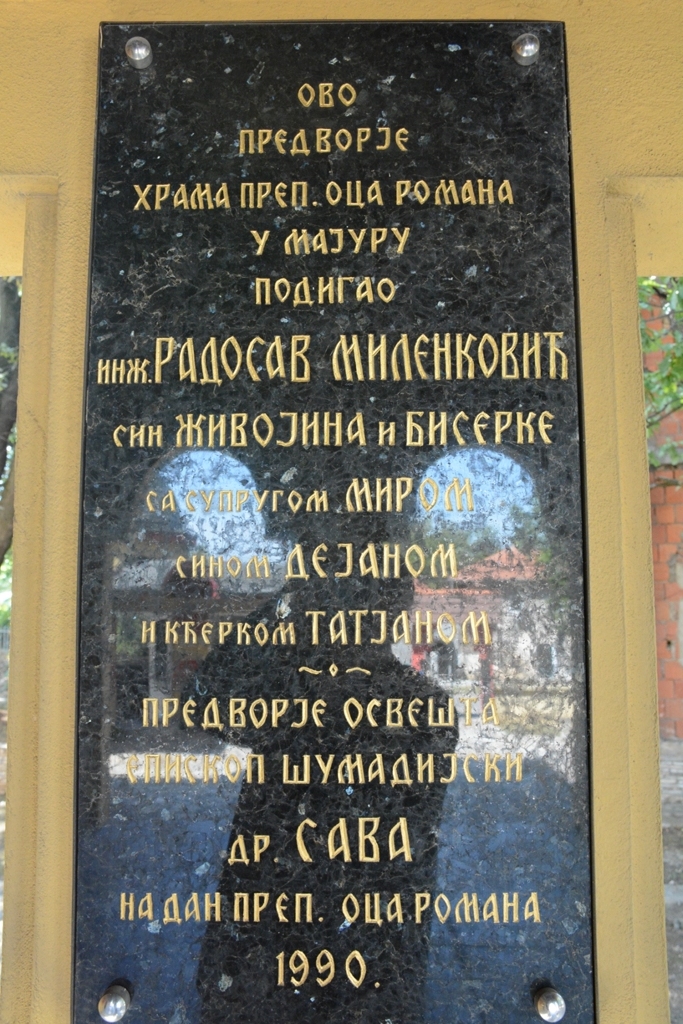 ОВО
ПРЕДВОРЈЕ
ХРАМА ПРЕП. ОЦА РОМАНА
У МАЈУРУ
ПОДИГАО
ИНЖ. РАДОСАВ МИЛЕНКОВИЋ
СИН ЖИВОЈИНА И БИСЕРКЕ
СА СУПРУГОМ МИРОМ
СИНОМ ДЕЈАНОМ
И КЋЕРКОМ ТАТЈАНОМ
ПРЕДВОРЈЕ ОСВЕШТА
ЕПИСКОП ШУМАДИЈСКИ
ДР. САВА
НА ДАН ПРЕП. ОЦА РОМАНА
1990.